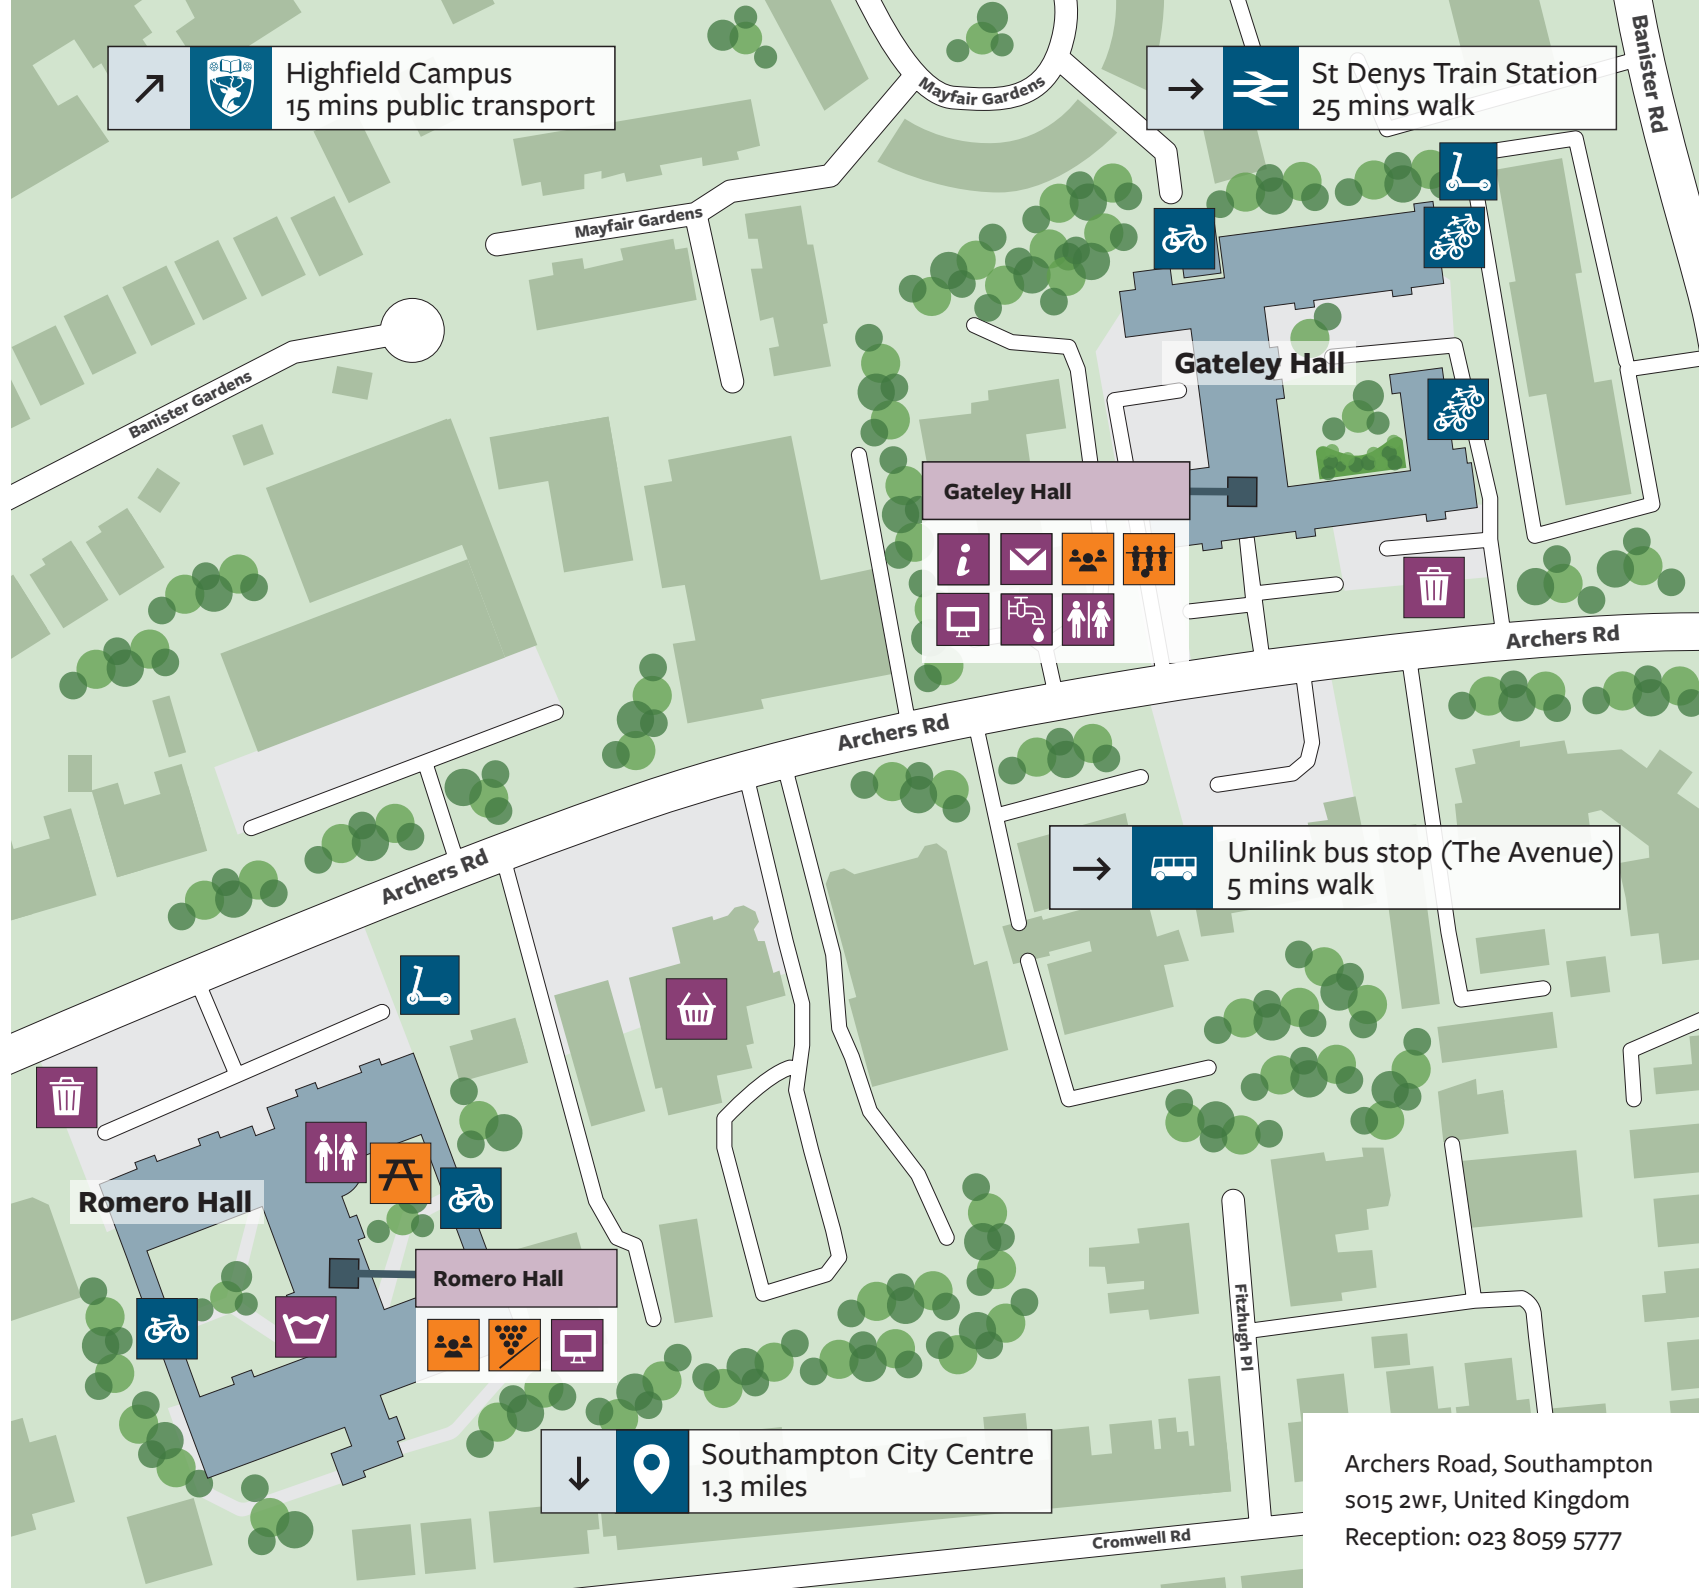 Highfield Campus
15 mins public transport
Mayfair Gardens
St Denys Train Station
25 mins walk
Banister Rd
Mayfair Gardens
Banister Gardens
Gateley Hall
Gateley Hall
Archers Rd
Archers Rd
Archers Rd
Unilink bus stop (The Avenue)
5 mins walk
Romero Hall
Romero Hall
Fitzhugh Pl
Southampton City Centre
1.3 miles
Cromwell Rd
Archers Road, Southampton
SO15 2WF, United Kingdom
Reception: 023 8059 5777